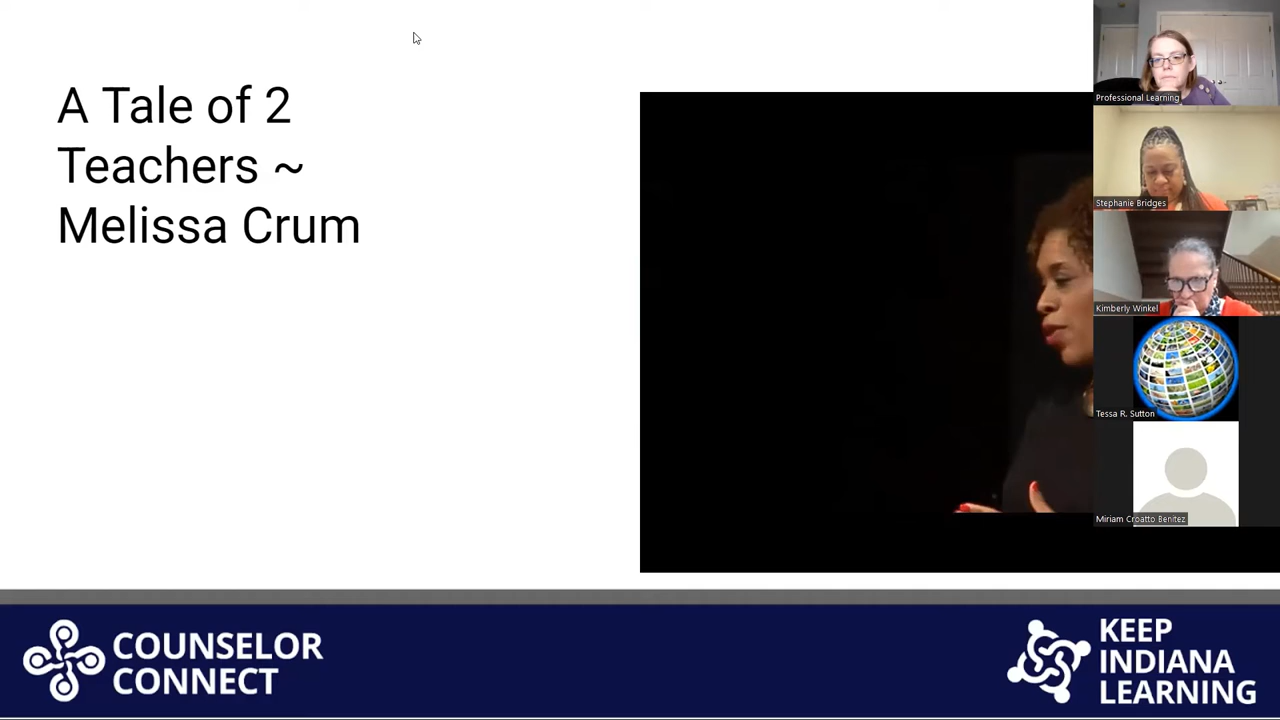 A Tale of 2
Teachers ~
Melissa Crum
Professional Learning
Stephanie Bridges
Kimberly Winkel
Tessa R. Sutton
Miriam Croatto Benitez
COUNSELOR
CONNECT
KEEP
INDIANA
LEARNING